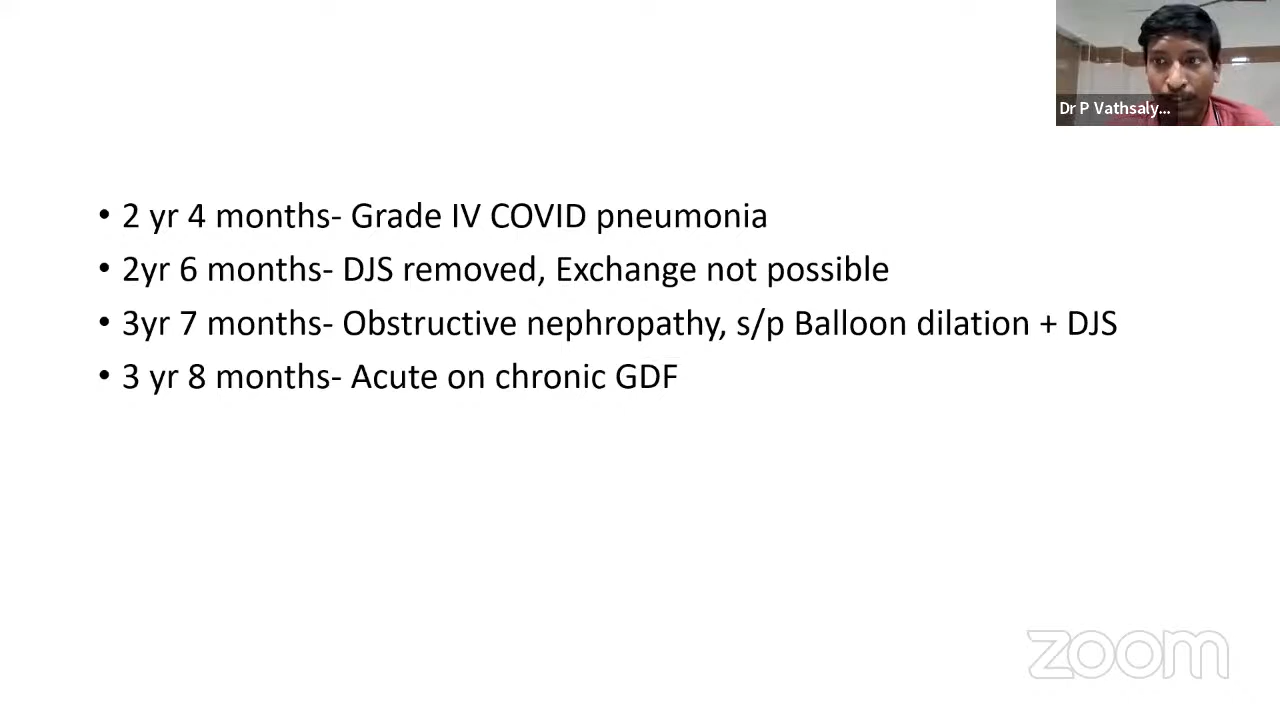 Dr P Vathsaly...
• 2 yr 4 months- Grade IV COVID pneumonia
• 2yr 6 months- DJS removed, Exchange not possible
• 3yr 7 months- Obstructive nephropathy, s/p Balloon dilation + DJS
• 3 yr 8 months- Acute on chronic GDF
zoom